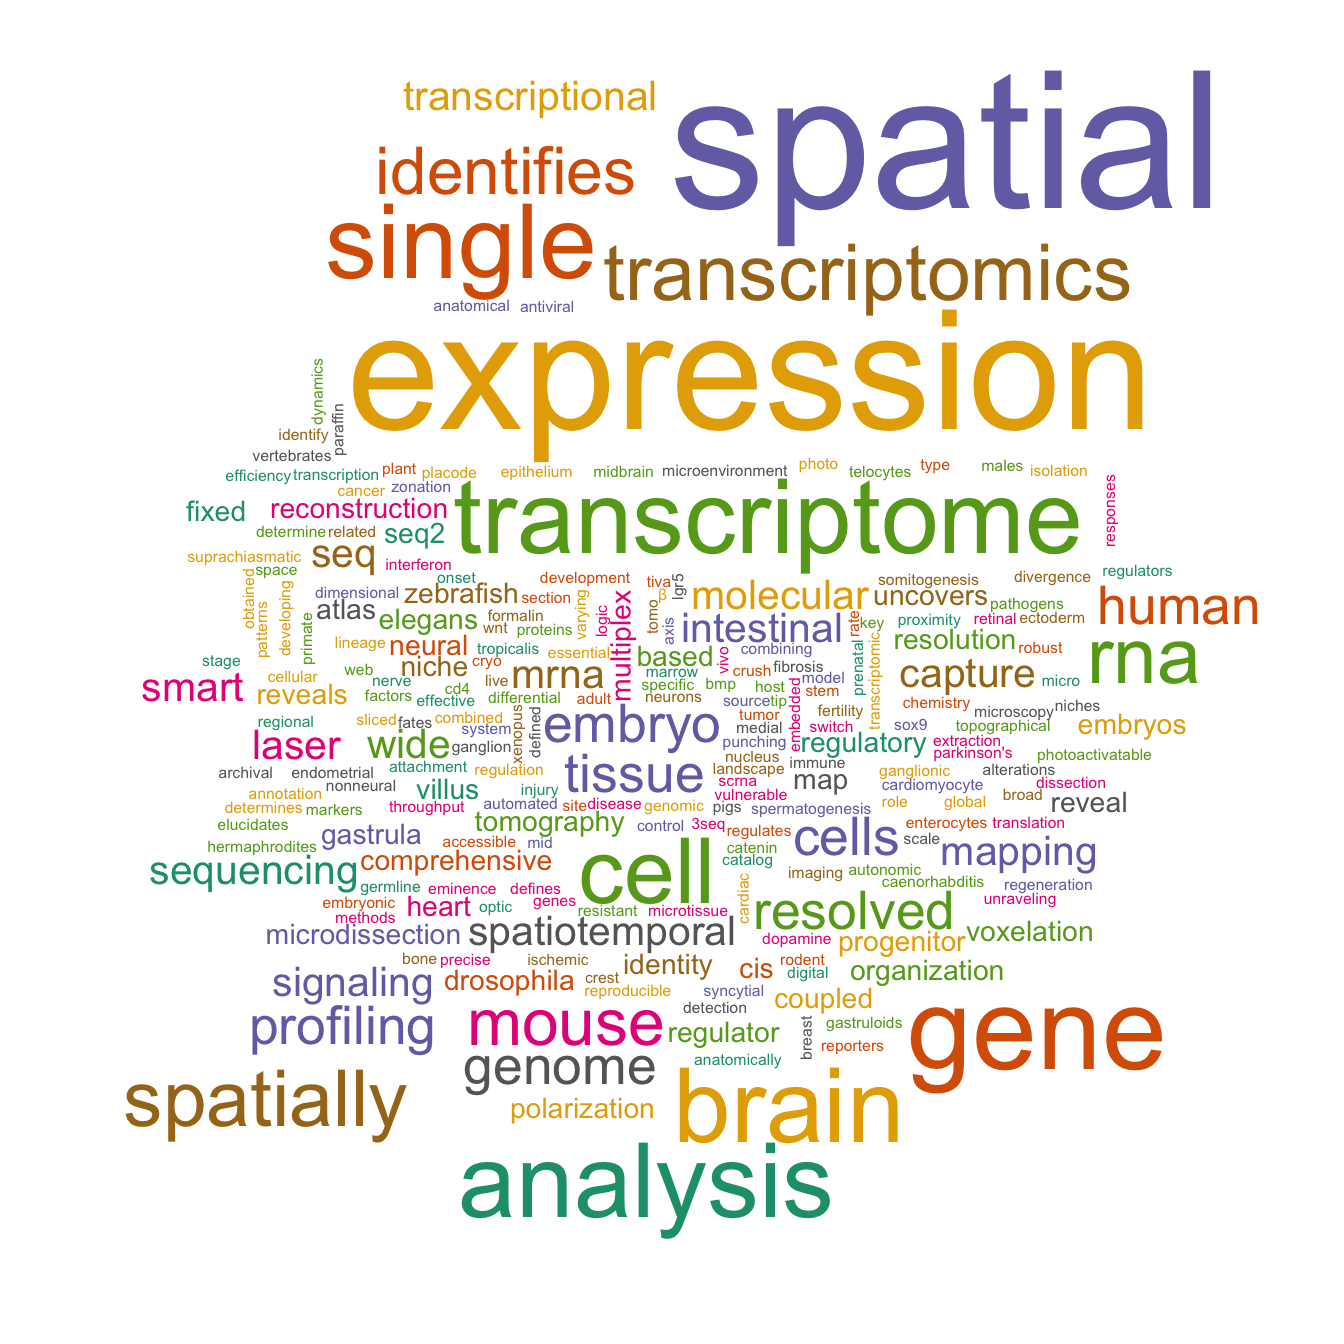 transcriptional
spatial
identifies
single
transcriptomics
anatomical antiviral
expression
dynamics
paraffin
identify
vertebrates
efficiency transcription plant placode epithelium midbrain microenvironment photo telocytes type males isolation
cancer zonation
fixed reconstruction transcriptome responses
determine related seq2
suprachiasmatic seq interferon
space onset
obtained patterns developing primate
dimensional zebrafish section development varying logic multiplex tiva β tomo lgr5 axis molecular somitogenesis uncovers divergence regulators
atlas elegans formalin wnt proteins intestinal rate key proximity pathogens retinal ectoderm human
lineage neural tropicalis essential based vivo combining prenatal transcriptomic resolution robust rna
stage web niche cryo live mrna marrow crush fibrosis model capture micro
cellular nerve cd4 specific bmp host stem
smart reveals factors effective differential adult neurons source tip embedded fertility chemistry microscopy niches
regional sliced fates combined system xenopus defined embryo tumor medial switch sox9 topographical embryos
laser wide ganglion punching regulatory extraction parkinson's photoactivatable
archival endometrial nonneural attachment regulation tissue nucleus landscape immune map ganglionic alterations
annotation villus injury scrna vulnerable cardiomyocyte dissection
determines markers throughput automated site disease genomic pigs spermatogenesis role global broad reveal
elucidates gastrula tomography control 3seq regulates cells enterocytes translation
hermaphrodites accessible mid catenin scale
sequencing comprehensive cell catalog imaging autonomic mapping
germline eminence defines cardiac caenorhabditis regeneration
embryonic heart optic genes resistant microtissue resolved unraveling
methods
microdissection spatiotemporal dopamine progenitor voxelation
bone precise ischemic identity cis rodent
signaling drosophila crest digital organization
reproducible syncytial coupled
detection
profiling mouse regulator breast gastruloids gene
reporters
genome anatomically
spatially polarization brain
analysis